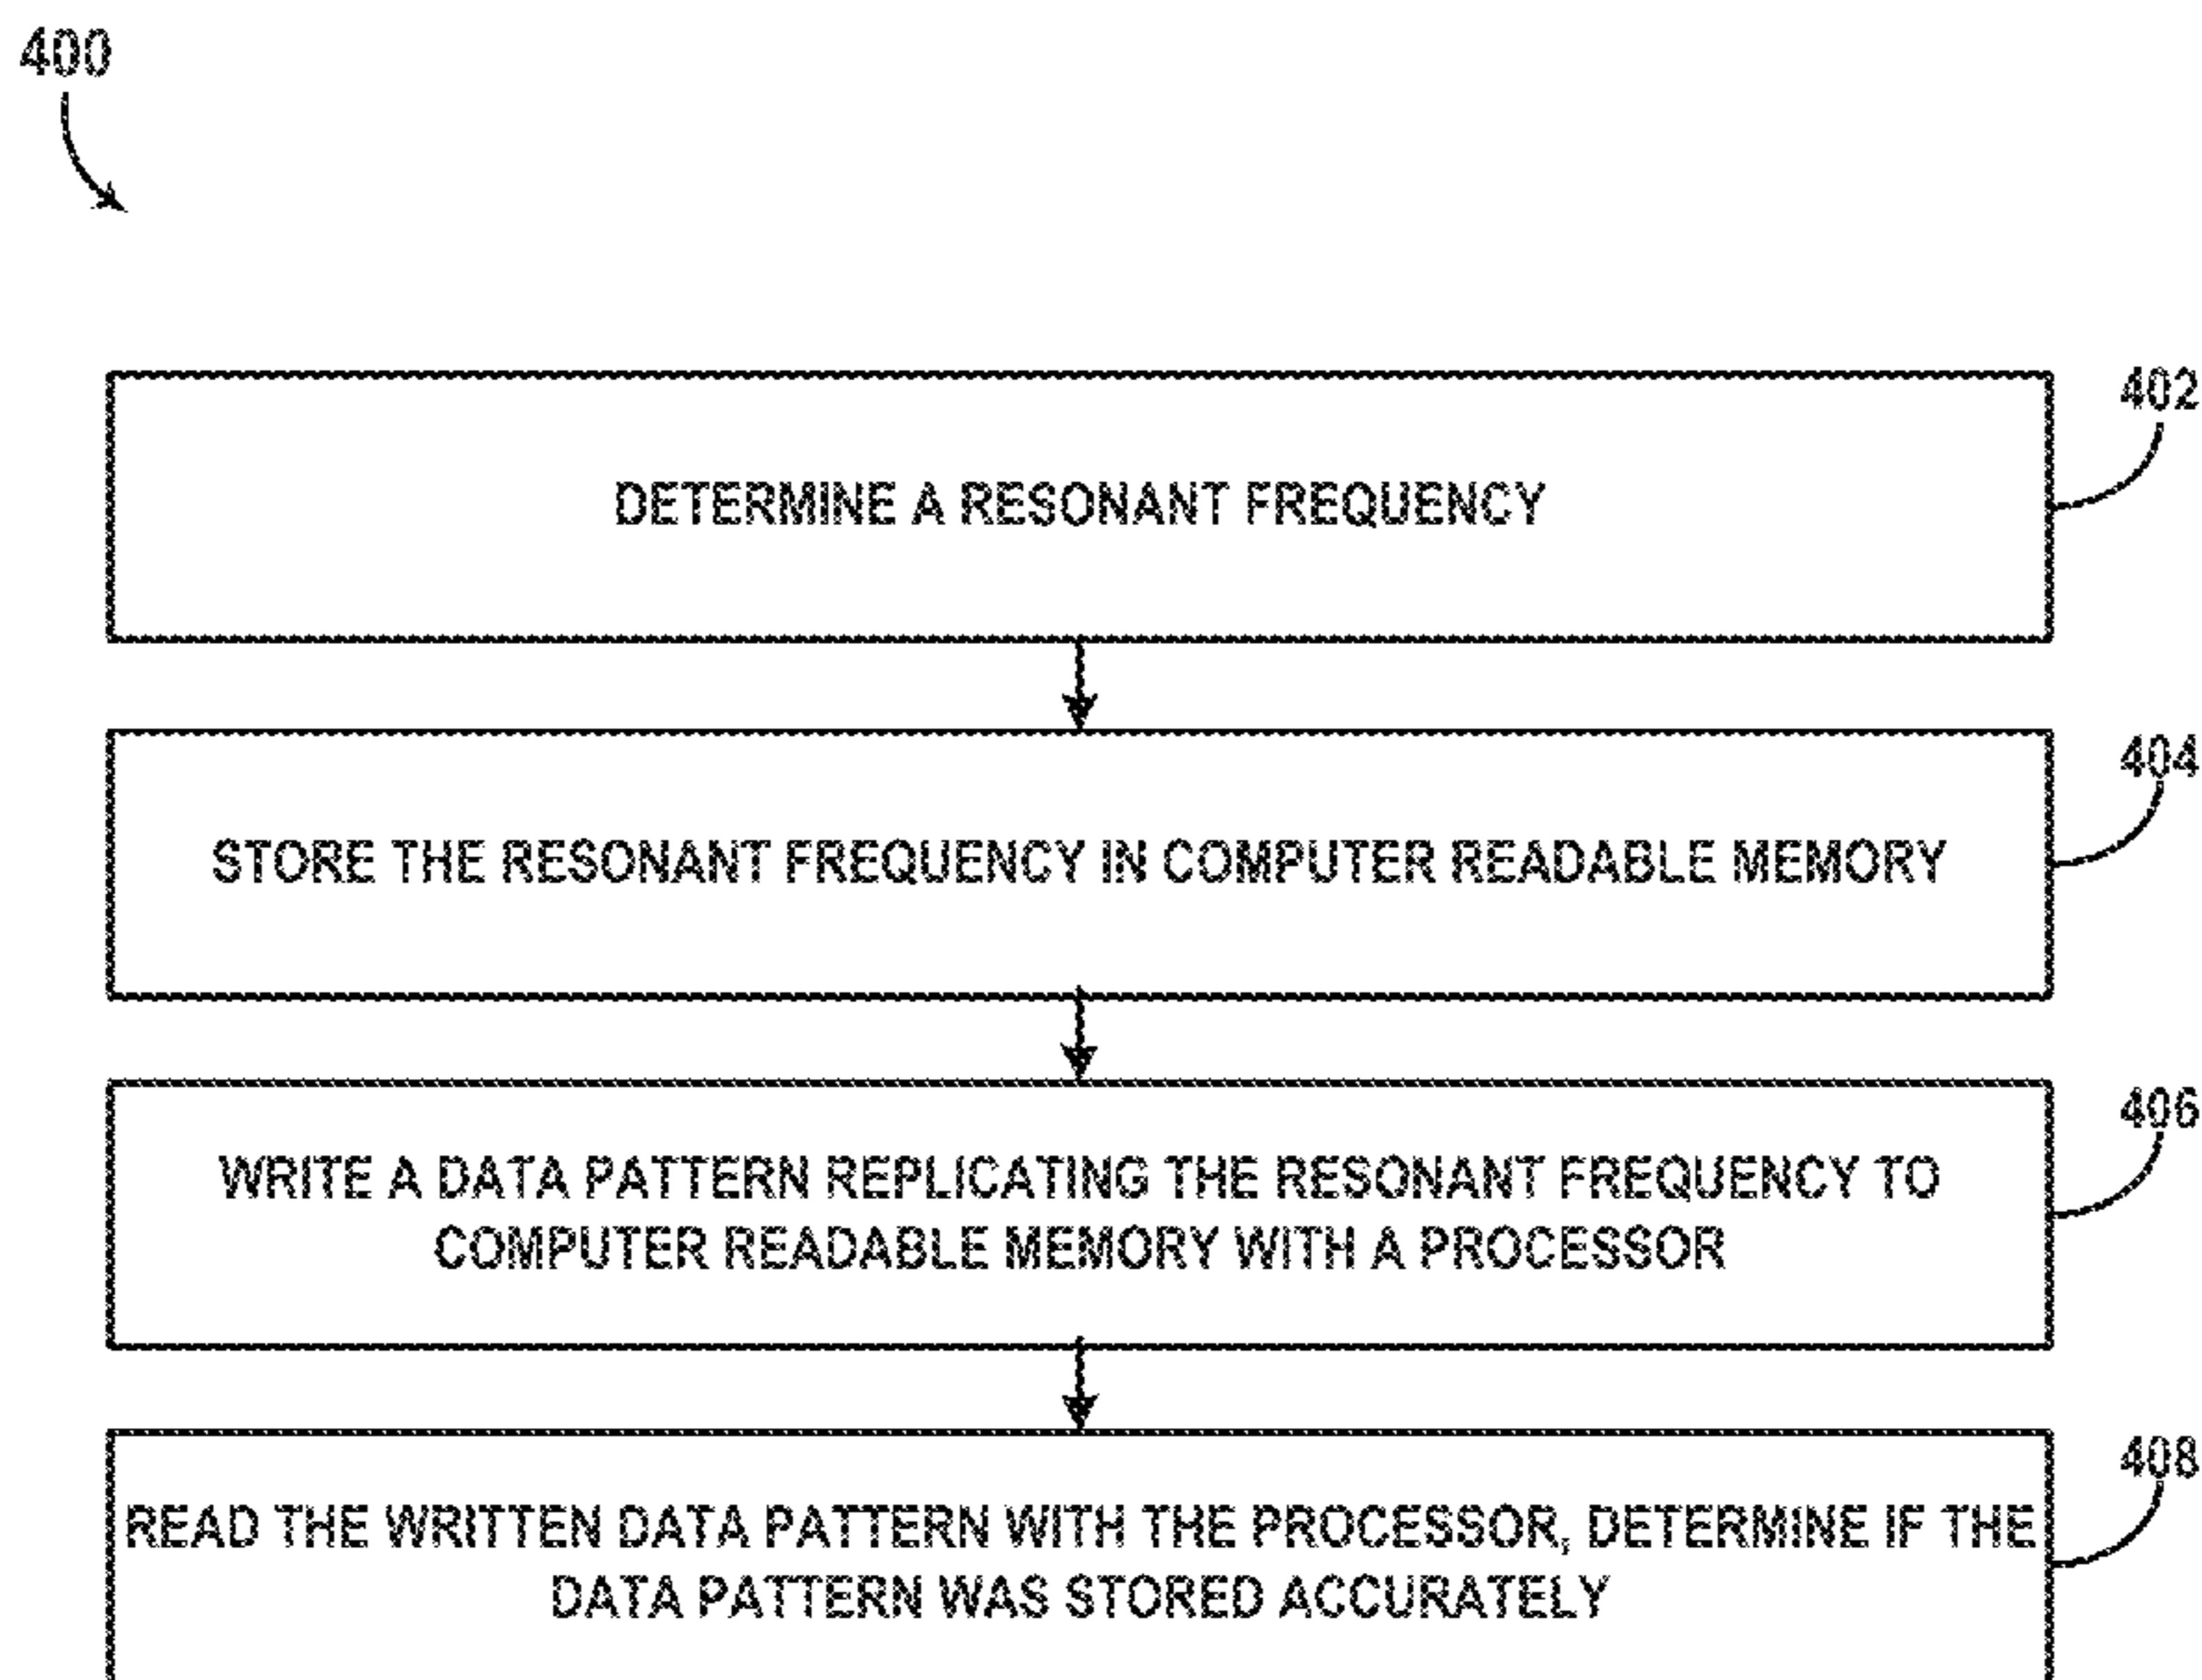 400
402
DETERMINE A RESONANT FREQUENCY
404
STORE THE RESONANT FREQUENCY IN COMPUTER READABLE MEMORY
406
WRITE A DATA PATTERN REPLICATING THE RESONANT FREQUENCY TO
COMPUTER READABLE MEMORY WITH A PROCESSOR
408
READ THE WRITTEN DATA PATTERN WITH THE PROCESSOR, DETERMINE IF THE
DATA PATTERN WAS STORED ACCURATELY